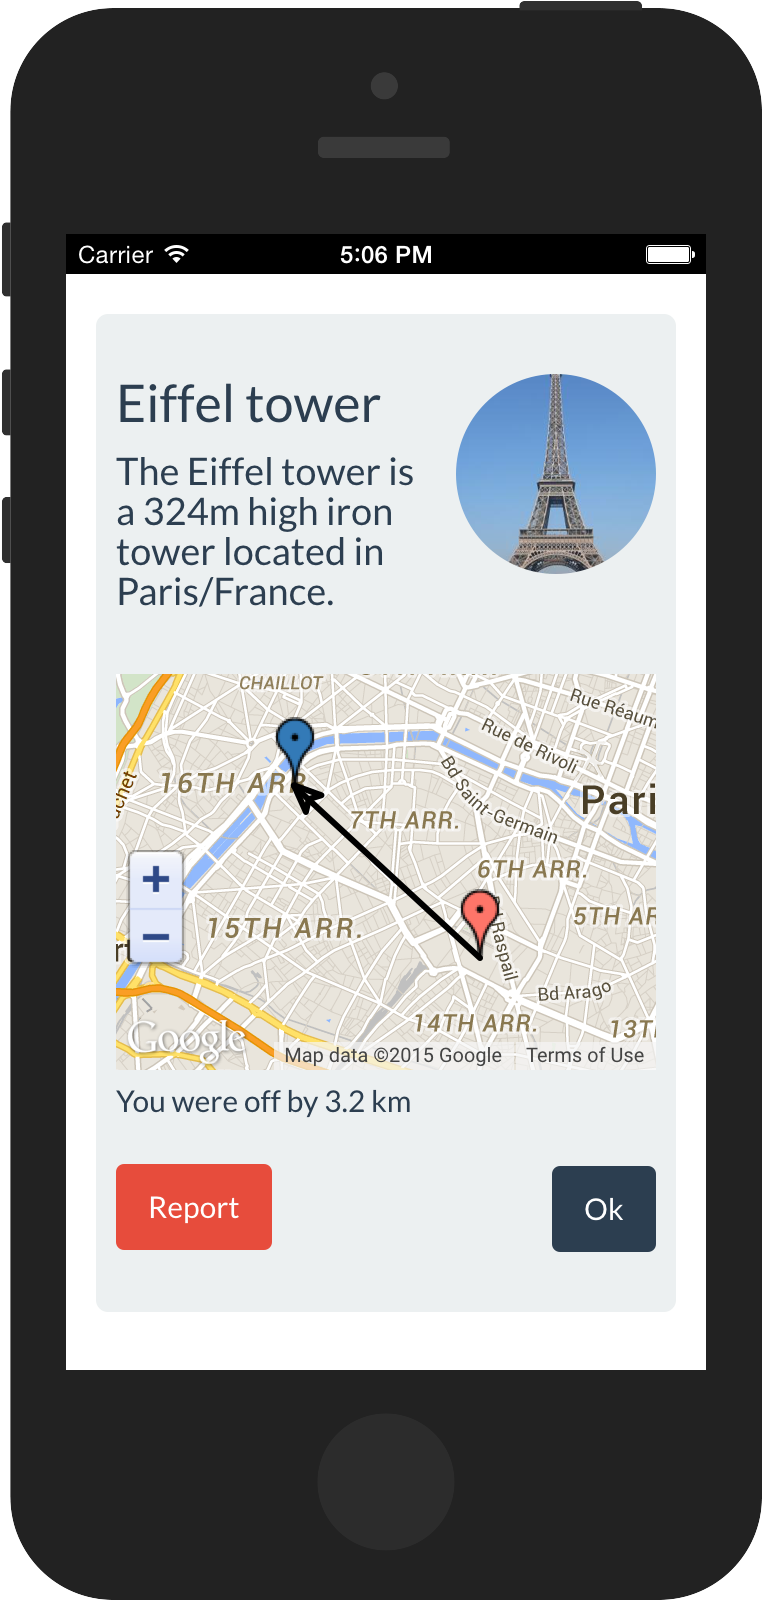 Carrier
5:06 PM
Eiffel tower
The Eiffel tower is
a 324m high iron
tower located in
Paris/France.
CHAILLOT
Rue Réaum
Rue de Rivoli
16TH ARR
Bd Saint-Germain
Pari
7TH ARR.
6TH ARR.
+
15TH ARR.
5TH AR
−
Raspail
Bd Arago
14TH ARR.
13T
Google
Map data ©2015 Google
Terms of Use
You were off by 3.2 km
Report
Ok